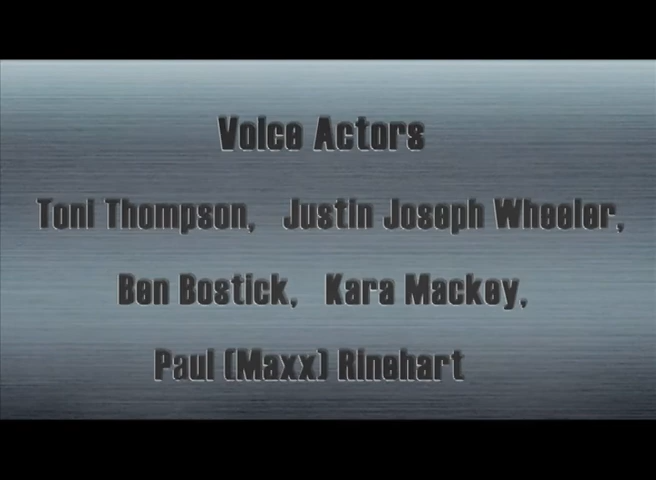 Voice Actors
Toni Thompson, Justin Joseph Wheeler,
Ben Bostick, Kara Mackey,
Paul (Maxx) Rinehart